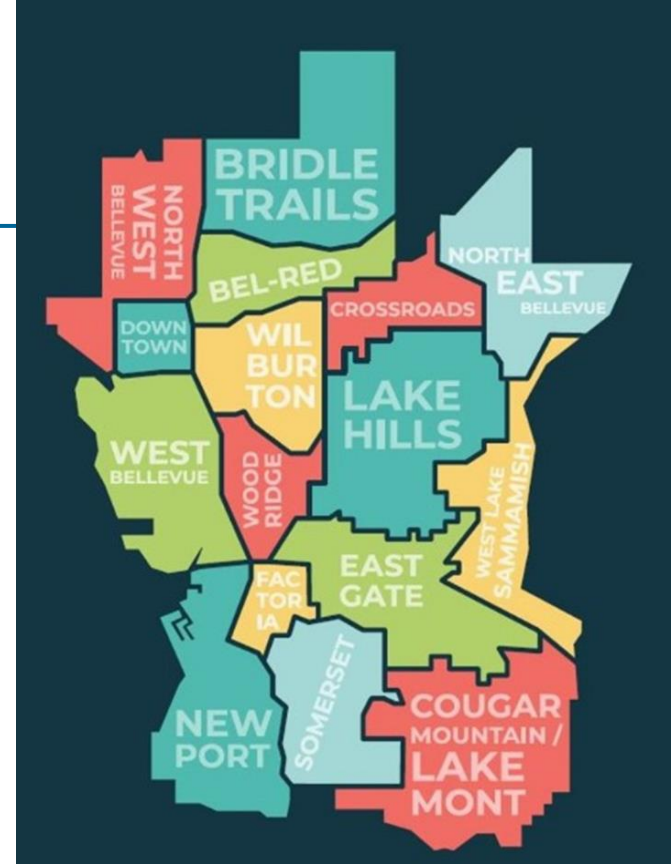 BRIDLE
TRAILS
NORTH
WEST
BELLEVUE
BEL-RED
NORTH
EAST
BELLEVUE
CROSSROADS
DOWN
TOWN
WIL
BUR
TON
LAKE
HILLS
WEST
BELLEVUE
WOOD
RIDGE
WEST LAKE
SAMMAMISH
EAST
GATE
FAC
TOR
IA
SOMERSET
NEW
PORT
COUGAR
MOUNTAIN /
LAKE
MONT